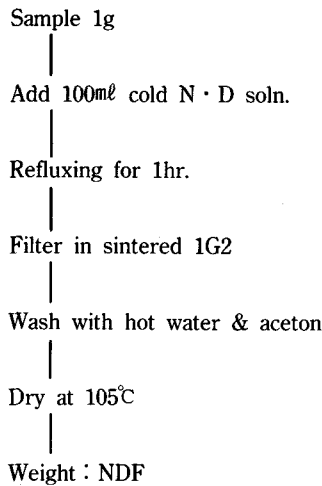 Sample 1g
Add 100㎖ cold N・D soln.
Refluxing for 1hr.
Filter in sintered 1G2
Wash with hot water & aceton
Dry at 105℃
Weight : NDF